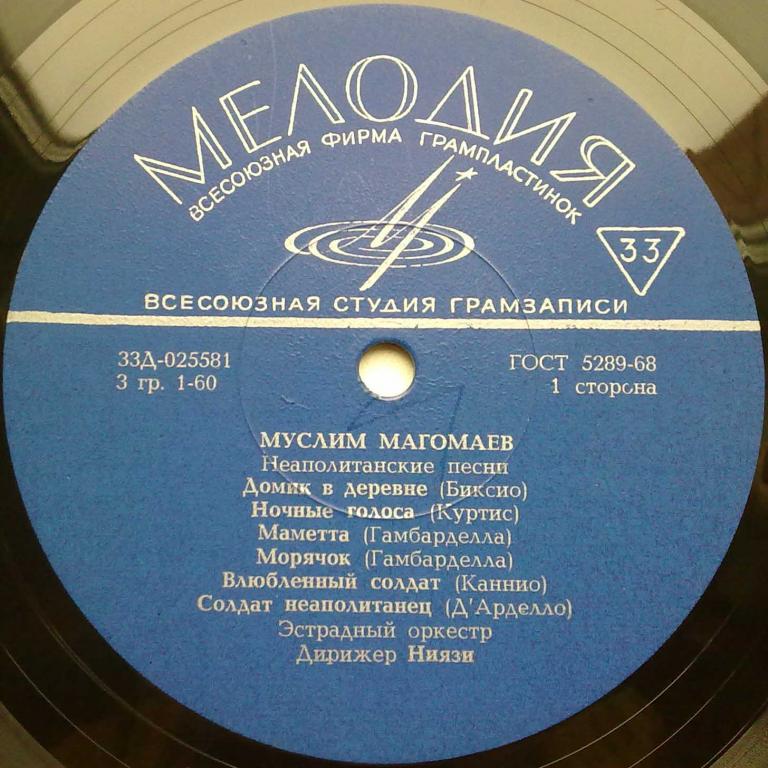 МЕЛОДИЯ
ВСЕСОЮЗНАЯ ФИРМА ГРАМПЛАСТИНОК
33
ВСЕСОЮЗНАЯ СТУДИЯ ГРАМЗАПИСИ
33Д-025581
ГОСТ 5289-68
3 гр. 1-60
1 сторона
МУСЛИМ МАГОМАЕВ
Неаполитанские песни
Домик в деревне (Биксио)
Ночные голоса (Куртис)
Маметта (Гамбарделла)
Морячок (Гамбарделла)
Влюбленный солдат (Каннио)
Солдат неаполитанец (Д'Арделло)
Эстрадный оркестр
Дирижер Ниязи